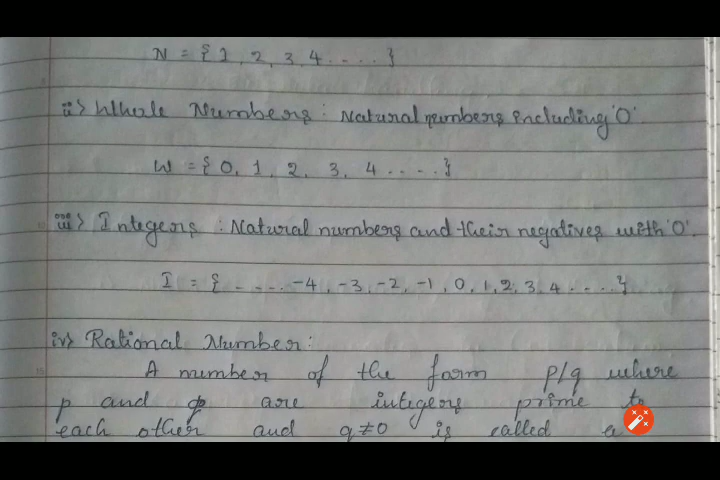 N = {1, 2, 3, 4 .....}
ii> Whole Numbers : Natural numbers including '0'.
W = {0, 1, 2, 3, 4 .....}
iii> Integers : Natural numbers and their negatives with '0'.
I = { ..... -4, -3, -2, -1, 0, 1, 2, 3, 4 .....}
iv> Rational Number :
A number of the form p/q where
p and q are integers prime to
each other and q≠0 is called a